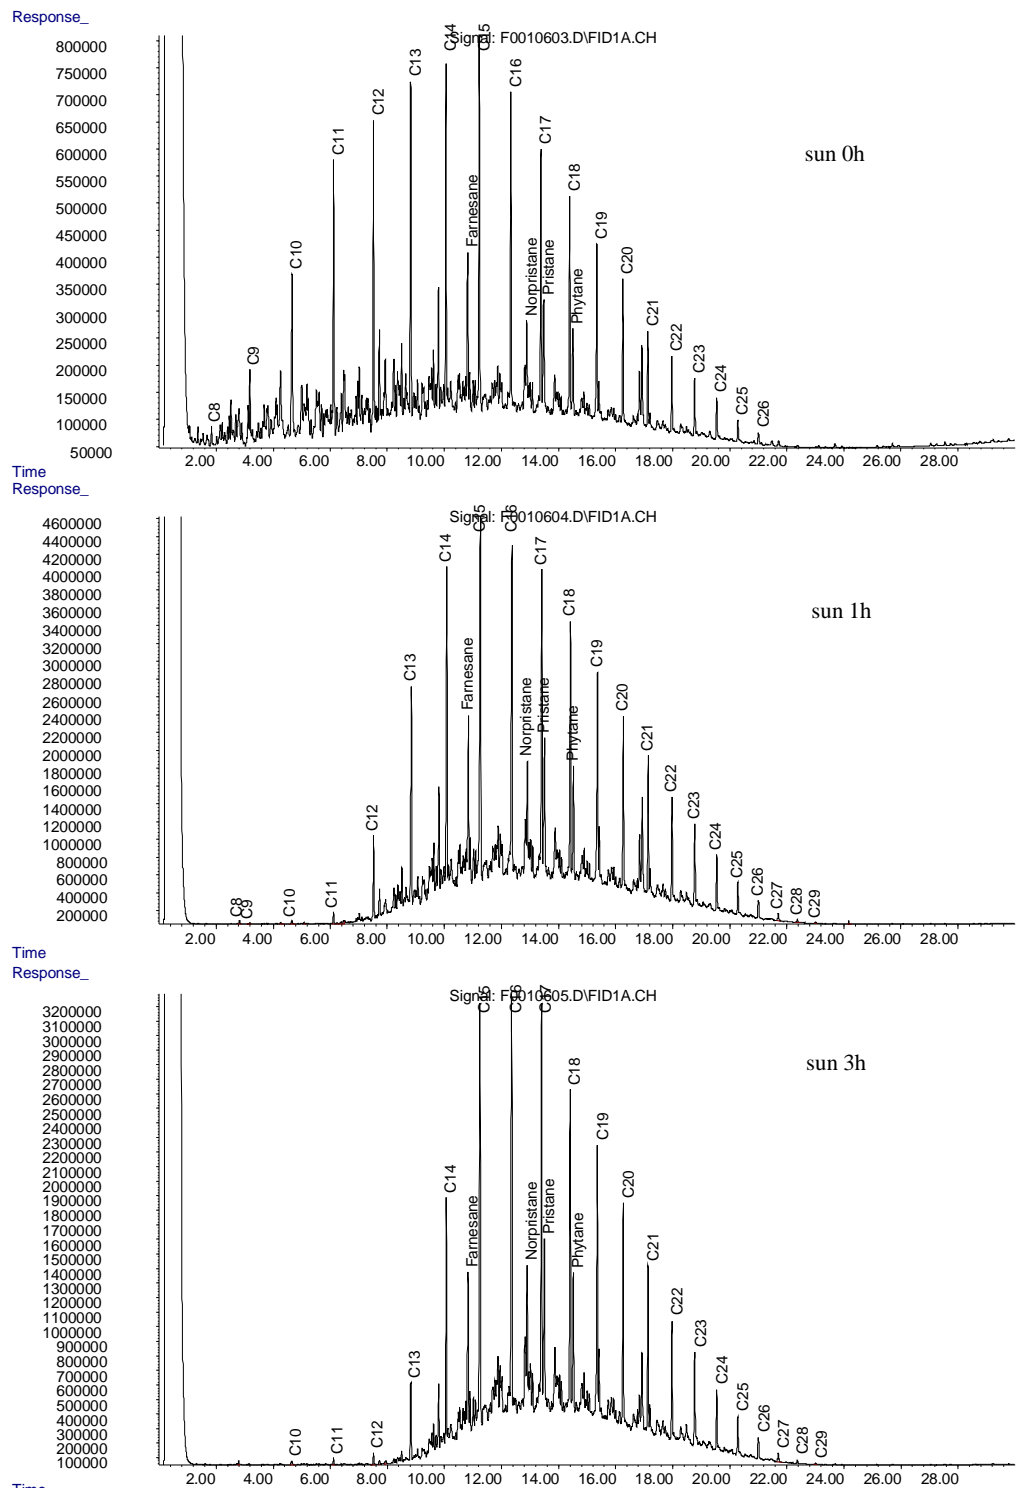 Response_
Signal: F0010603.D\FID1A.CH
800000
750000
700000
650000
600000
550000
500000
450000
400000
350000
300000
250000
200000
150000
100000
50000
C8
C9
C10
C11
C12
C13
C14
Farnesane
C15
C16
Norpristane
C17
Pristane
C18
Phytane
C19
C20
C21
C22
C23
C24
C25
C26
sun 0h
2.00 4.00 6.00 8.00 10.00 12.00 14.00 16.00 18.00 20.00 22.00 24.00 26.00 28.00
Time
Response_
Signal: F0010604.D\FID1A.CH
4600000
4400000
4200000
4000000
3800000
3600000
3400000
3200000
3000000
2800000
2600000
2400000
2200000
2000000
1800000
1600000
1400000
1200000
1000000
800000
600000
400000
200000
C8
C9
C10
C11
C12
C13
C14
Farnesane
C15
C16
Norpristane
C17
Pristane
C18
Phytane
C19
C20
C21
C22
C23
C24
C25
C26
C27
C28
C29
sun 1h
2.00 4.00 6.00 8.00 10.00 12.00 14.00 16.00 18.00 20.00 22.00 24.00 26.00 28.00
Time
Response_
Signal: F0010605.D\FID1A.CH
3200000
3100000
3000000
2900000
2800000
2700000
2600000
2500000
2400000
2300000
2200000
2100000
2000000
1900000
1800000
1700000
1600000
1500000
1400000
1300000
1200000
1100000
1000000
900000
800000
700000
600000
500000
400000
300000
200000
100000
C10
C11
C12
C13
C14
Farnesane
C15
C16
Norpristane
C17
Pristane
C18
Phytane
C19
C20
C21
C22
C23
C24
C25
C26
C27
C28
C29
sun 3h
2.00 4.00 6.00 8.00 10.00 12.00 14.00 16.00 18.00 20.00 22.00 24.00 26.00 28.00
Time